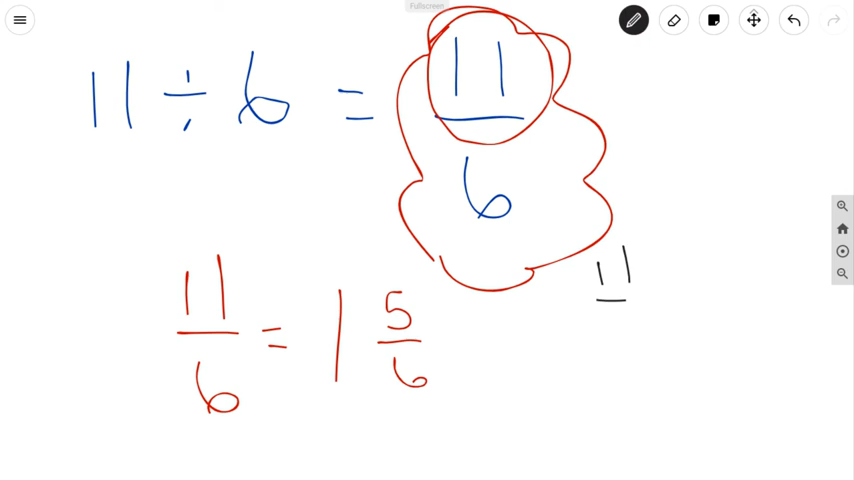 Fullscreen
11 ÷ 6 = 11/6
11/6 = 1 5/6
11